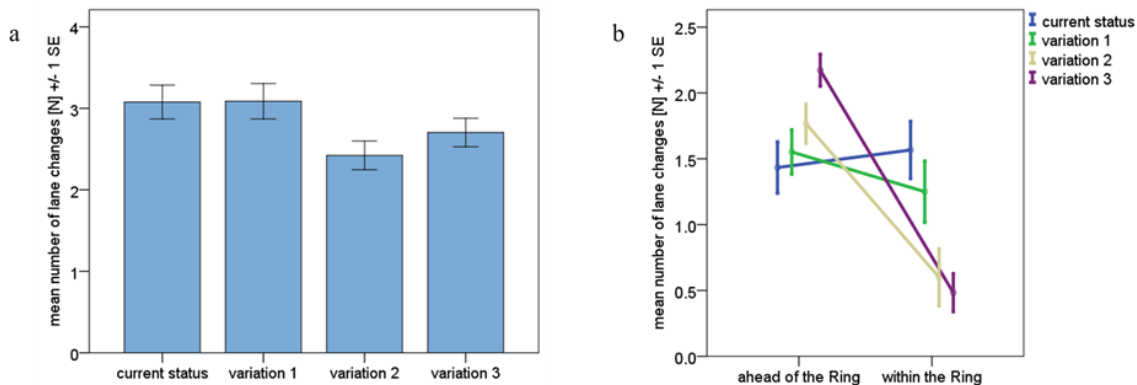 a
mean number of lane changes [N] +/- 1 SE
4
3
2
1
0
current status
variation 1
variation 2
variation 3
b
mean number of lane changes [N] +/- 1 SE
2.5
2.0
1.5
1.0
0.5
0.0
ahead of the Ring
within the Ring
current status
variation 1
variation 2
variation 3